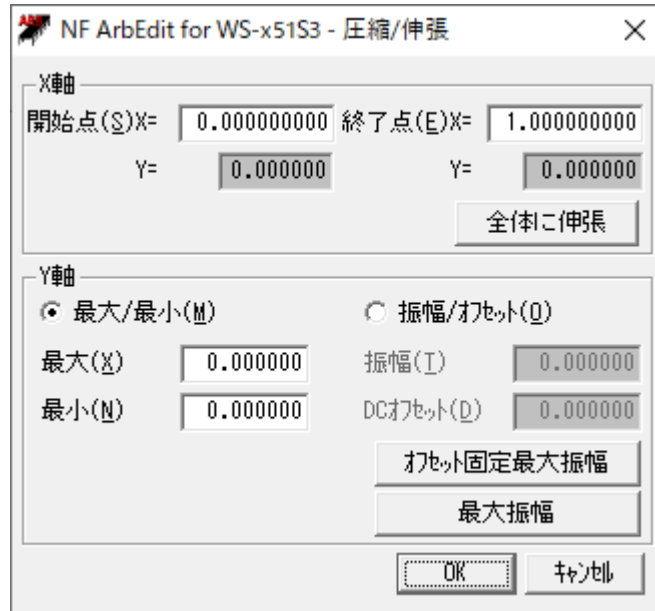 NF ArbEdit for WS-x51S3 - 圧縮/伸張
X軸
開始点(S)X= 0.000000000 終了点(E)X= 1.000000000
Y= 0.000000 Y= 0.000000
全体に伸張
Y軸
最大/最小(M) 振幅/オフセット(O)
最大(X) 0.000000 振幅(T) 0.000000
最小(N) 0.000000 DCオフセット(D) 0.000000
オフセット固定最大振幅
最大振幅
OK キャンセル